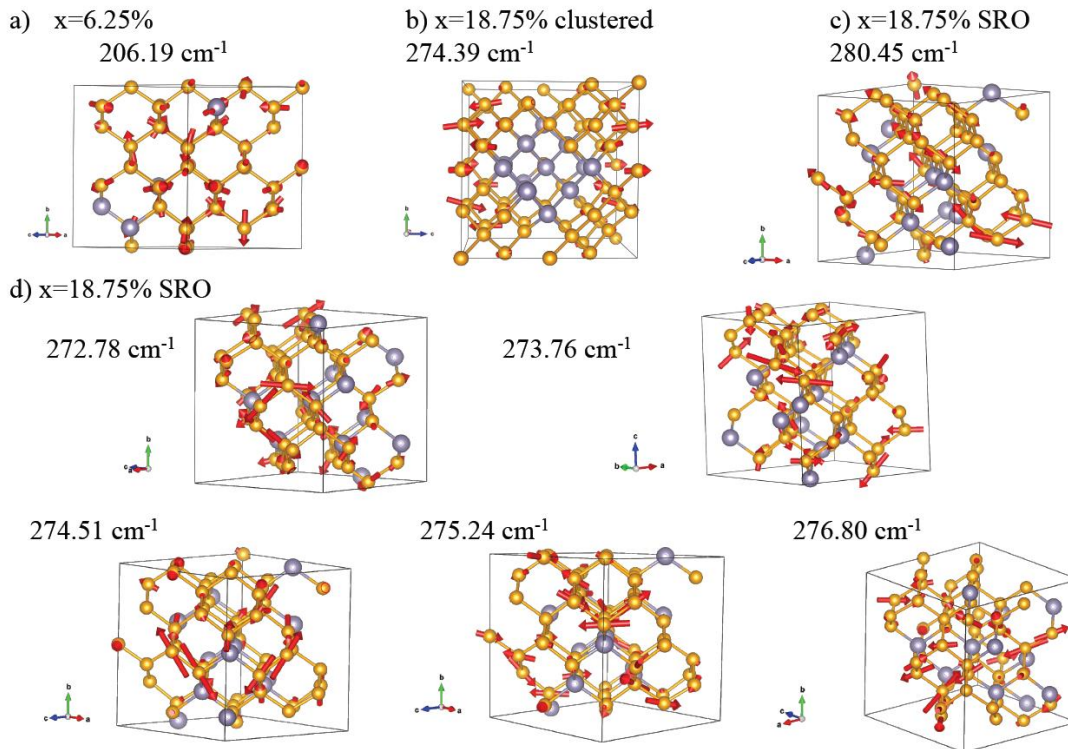 a) x=6.25%
206.19 cm⁻¹
b) x=18.75% clustered
274.39 cm⁻¹
c) x=18.75% SRO
280.45 cm⁻¹
b
c a
b
c
b
c a
d) x=18.75% SRO
272.78 cm⁻¹
273.76 cm⁻¹
b
c
a
c
b a
274.51 cm⁻¹
275.24 cm⁻¹
276.80 cm⁻¹
b
c a
b
c a
b
c
a